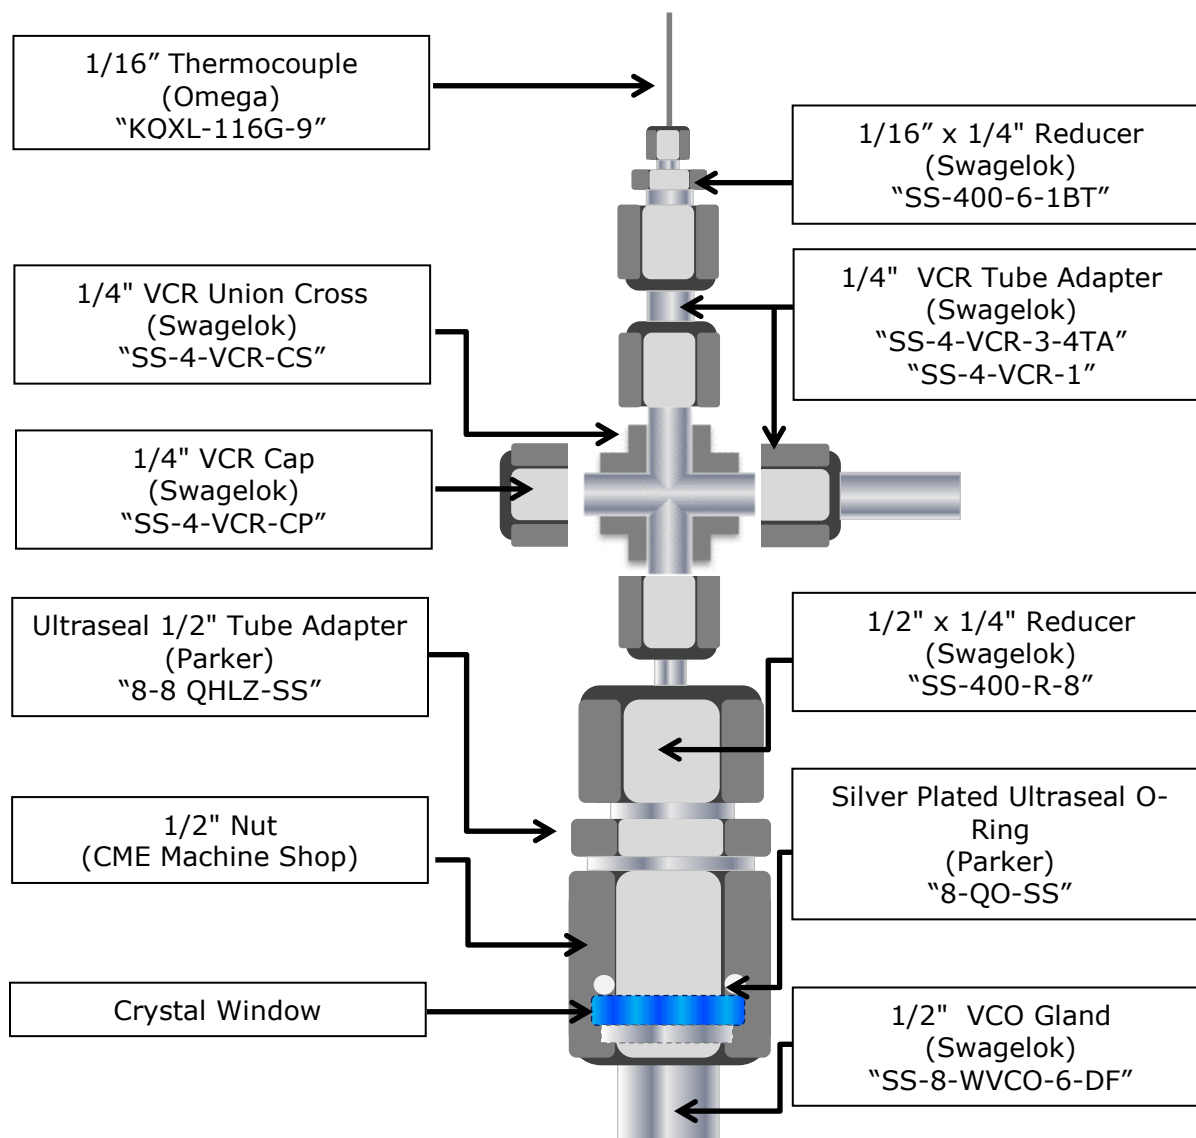 1/16” Thermocouple
(Omega)
“KQXL-116G-9”
1/16” x 1/4" Reducer
(Swagelok)
“SS-400-6-1BT”
1/4" VCR Union Cross
(Swagelok)
“SS-4-VCR-CS”
1/4"  VCR Tube Adapter
(Swagelok)
“SS-4-VCR-3-4TA”
“SS-4-VCR-1”
1/4" VCR Cap
(Swagelok)
“SS-4-VCR-CP”
Ultraseal 1/2" Tube Adapter
(Parker)
“8-8 QHLZ-SS”
1/2" x 1/4" Reducer
(Swagelok)
“SS-400-R-8”
1/2" Nut
(CME Machine Shop)
Silver Plated Ultraseal O-
Ring
(Parker)
“8-QO-SS”
Crystal Window
1/2"  VCO Gland
(Swagelok)
“SS-8-WVCO-6-DF”